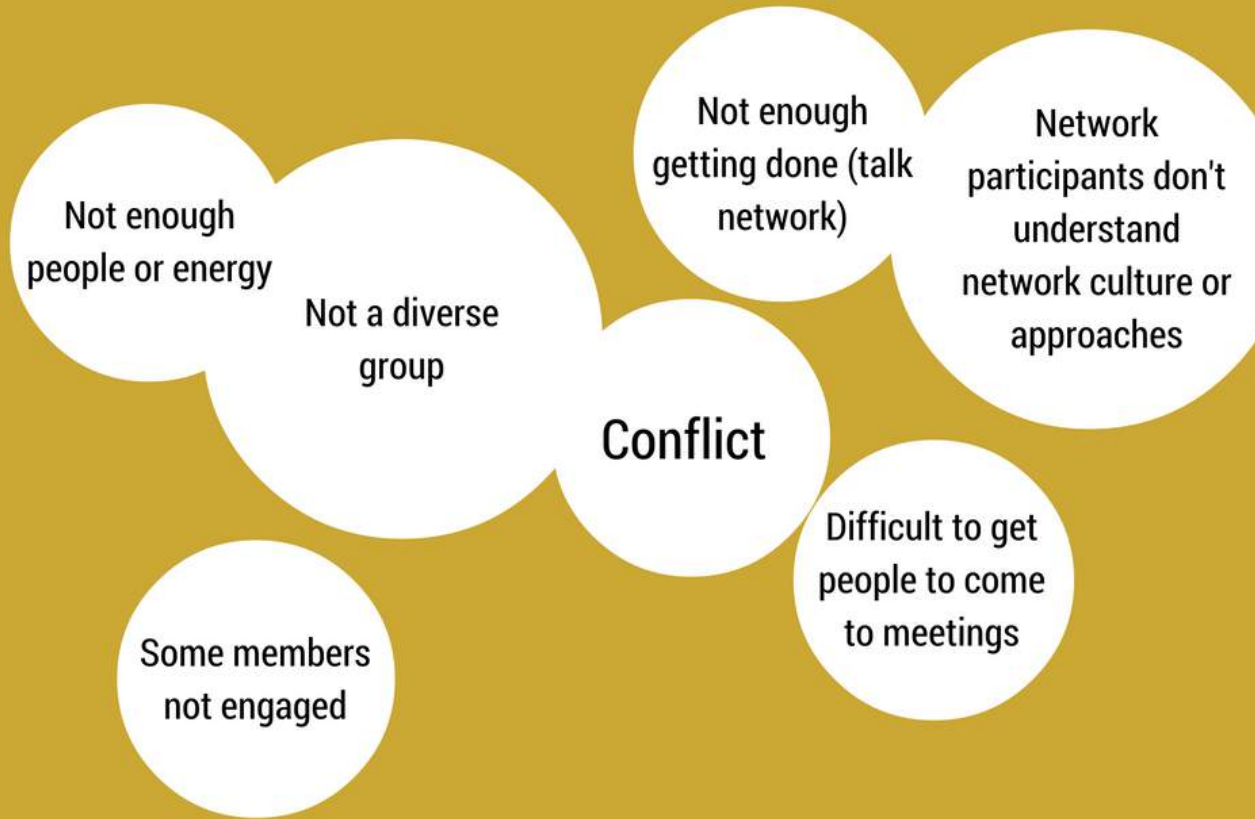 Not enough
people or energy
Not a diverse
group
Not enough
getting done (talk
network)
Network
participants don't
understand
network culture or
approaches
Conflict
Difficult to get
people to come
to meetings
Some members
not engaged